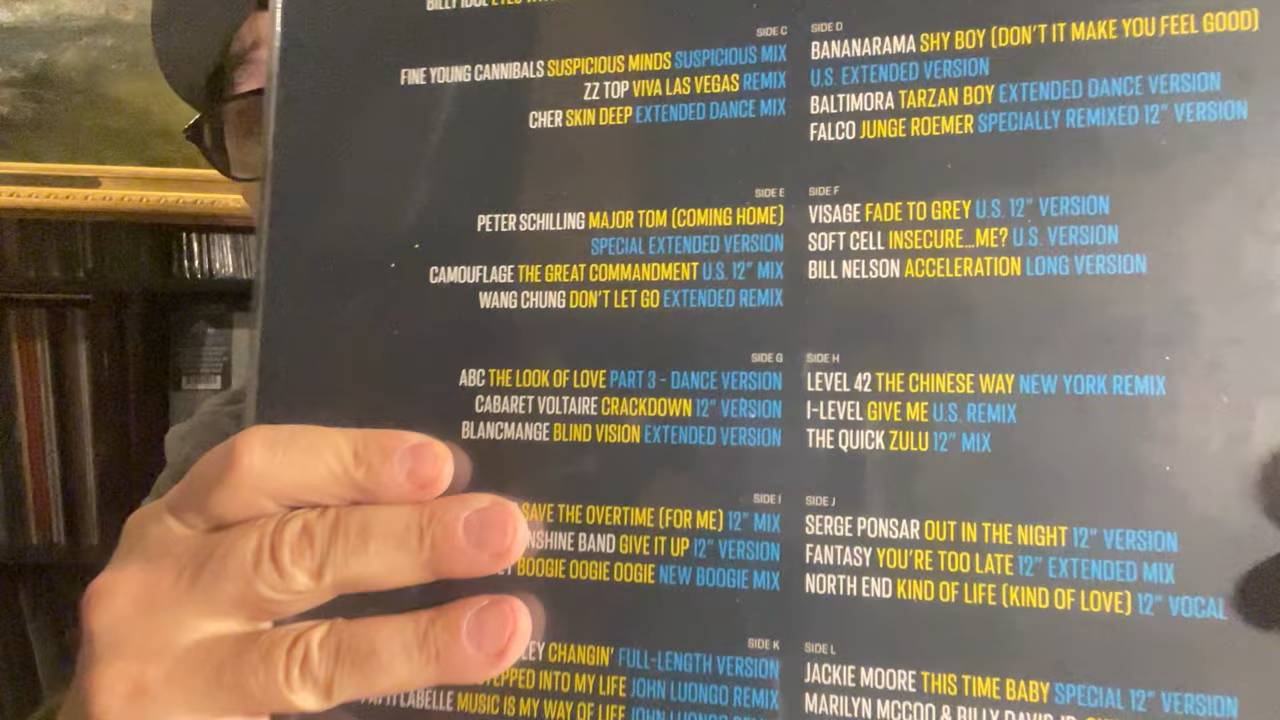 BILLY IDOL
SIDE C
FINE YOUNG CANNIBALS SUSPICIOUS MINDS SUSPICIOUS MIX
ZZ TOP VIVA LAS VEGAS REMIX
CHER SKIN DEEP EXTENDED DANCE MIX
SIDE D
BANANARAMA SHY BOY (DON'T IT MAKE YOU FEEL GOOD)
U.S. EXTENDED VERSION
BALTIMORA TARZAN BOY EXTENDED DANCE VERSION
FALCO JUNGE ROEMER SPECIALLY REMIXED 12" VERSION
SIDE E
PETER SCHILLING MAJOR TOM (COMING HOME)
SPECIAL EXTENDED VERSION
CAMOUFLAGE THE GREAT COMMANDMENT U.S. 12" MIX
WANG CHUNG DON'T LET GO EXTENDED REMIX
SIDE F
VISAGE FADE TO GREY U.S. 12" VERSION
SOFT CELL INSECURE...ME? U.S. VERSION
BILL NELSON ACCELERATION LONG VERSION
SIDE G
ABC THE LOOK OF LOVE PART 3 - DANCE VERSION
CABARET VOLTAIRE CRACKDOWN 12" VERSION
BLANCMANGE BLIND VISION EXTENDED VERSION
SIDE H
LEVEL 42 THE CHINESE WAY NEW YORK REMIX
I-LEVEL GIVE ME U.S. REMIX
THE QUICK ZULU 12" MIX
SIDE I
SAVE THE OVERTIME (FOR ME) 12" MIX
NSHINE BAND GIVE IT UP 12" VERSION
BOOGIE OOGIE OOGIE NEW BOOGIE MIX
SIDE J
SERGE PONSAR OUT IN THE NIGHT 12" VERSION
FANTASY YOU'RE TOO LATE 12" EXTENDED MIX
NORTH END KIND OF LIFE (KIND OF LOVE) 12" VOCAL
SIDE K
LEY CHANGIN' FULL-LENGTH VERSION
TEPPED INTO MY LIFE JOHN LUONGO REMIX
LABELLE MUSIC IS MY WAY OF LIFE JOHN LUONGO
SIDE L
JACKIE MOORE THIS TIME BABY SPECIAL 12" VERSION
MARILYN MCCOO & BILLY DAVIS JR.